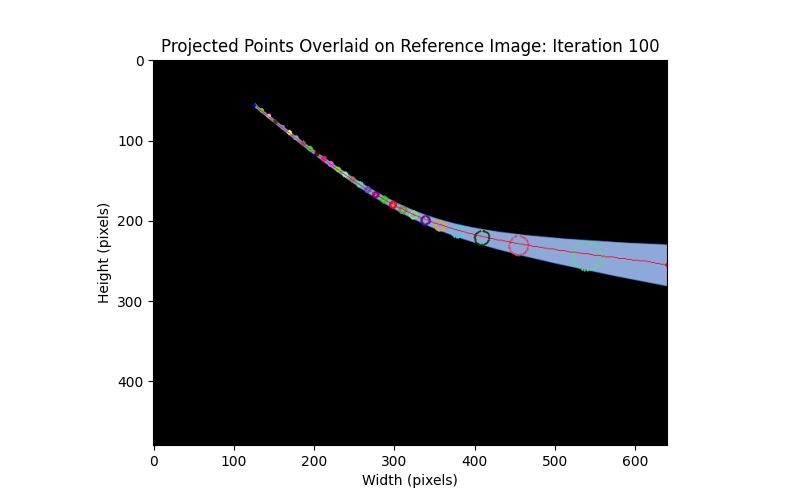 Projected Points Overlaid on Reference Image: Iteration 100
0
100
200
300
400
Height (pixels)
0 100 200 300 400 500 600
Width (pixels)